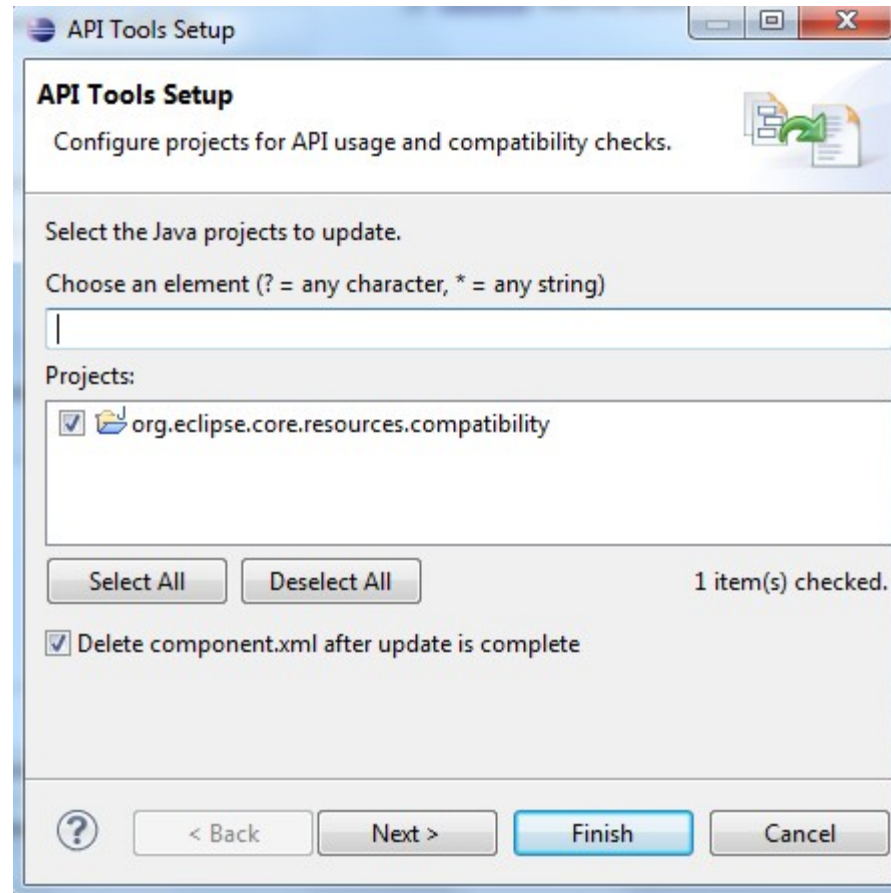 API Tools Setup
API Tools Setup
Configure projects for API usage and compatibility checks.
Select the Java projects to update.
Choose an element (? = any character, * = any string)
Projects:
org.eclipse.core.resources.compatibility
Select All Deselect All 1 item(s) checked.
Delete component.xml after update is complete
? < Back Next > Finish Cancel